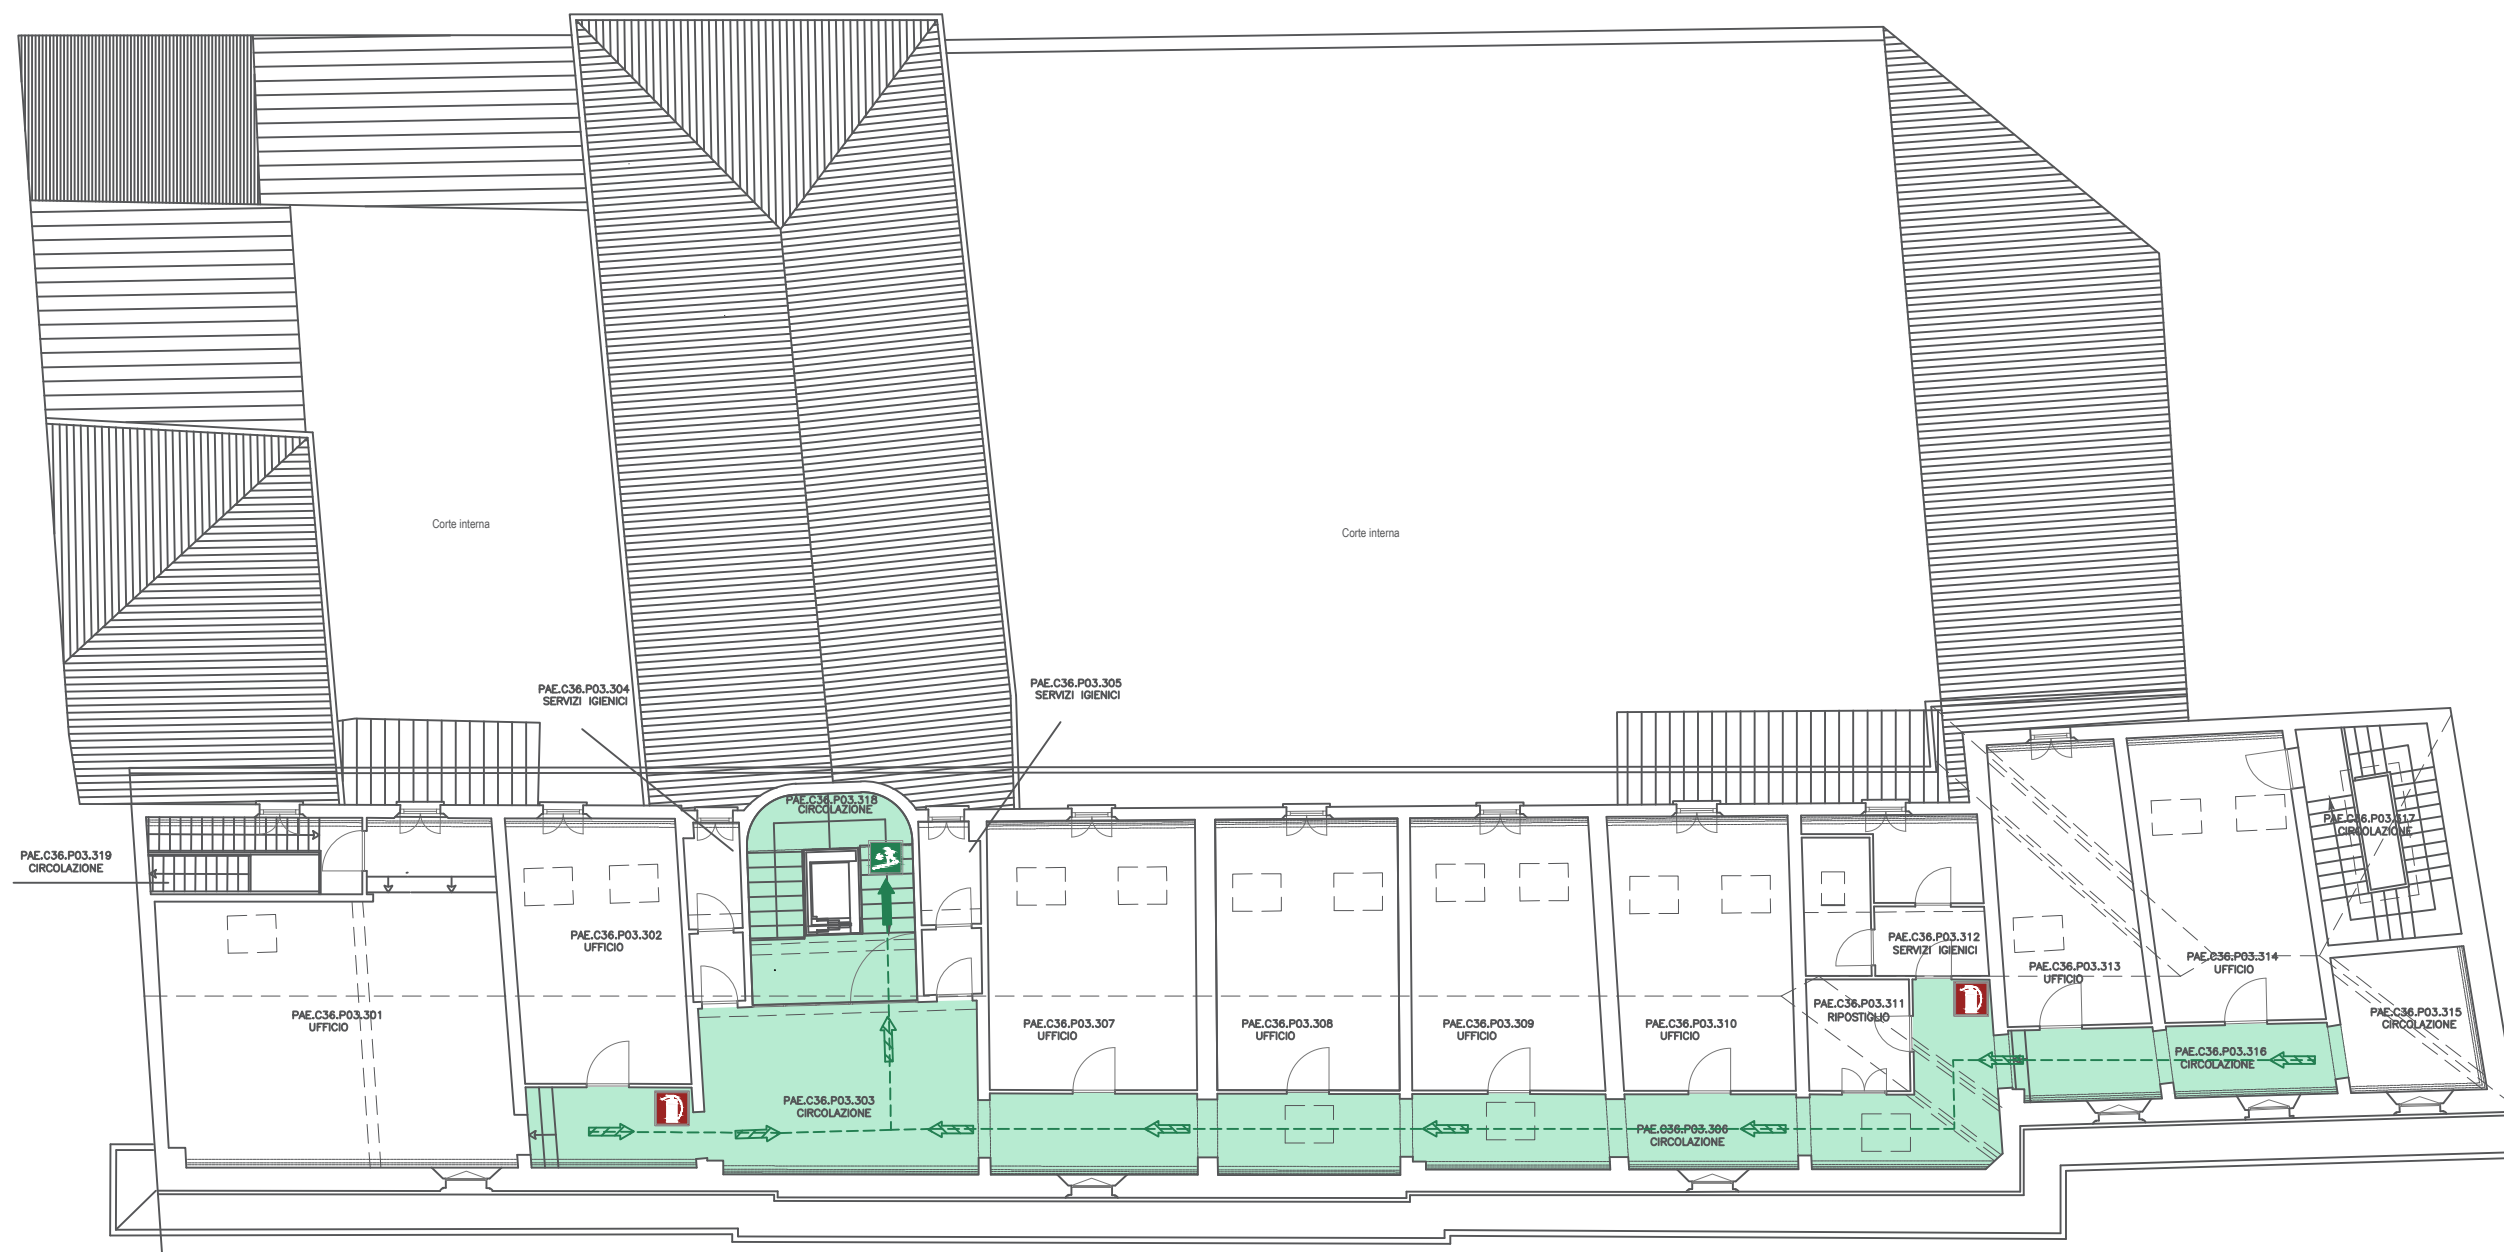 Corte interna
Corte interna
PAE.C36.P03.304
SERVIZI IGIENICI
PAE.C36.P03.305
SERVIZI IGIENICI
PAE.C36.P03.318
CIRCOLAZIONE
PAE.C36.P03.317
CIRCOLAZIONE
PAE.C36.P03.319
CIRCOLAZIONE
PAE.C36.P03.302
UFFICIO
PAE.C36.P03.312
SERVIZI IGIENICI
PAE.C36.P03.313
UFFICIO
PAE.C36.P03.314
UFFICIO
PAE.C36.P03.301
UFFICIO
PAE.C36.P03.307
UFFICIO
PAE.C36.P03.308
UFFICIO
PAE.C36.P03.309
UFFICIO
PAE.C36.P03.310
UFFICIO
PAE.C36.P03.311
RIPOSTIGLIO
PAE.C36.P03.315
CIRCOLAZIONE
PAE.C36.P03.316
CIRCOLAZIONE
PAE.C36.P03.303
CIRCOLAZIONE
PAE.C36.P03.306
CIRCOLAZIONE